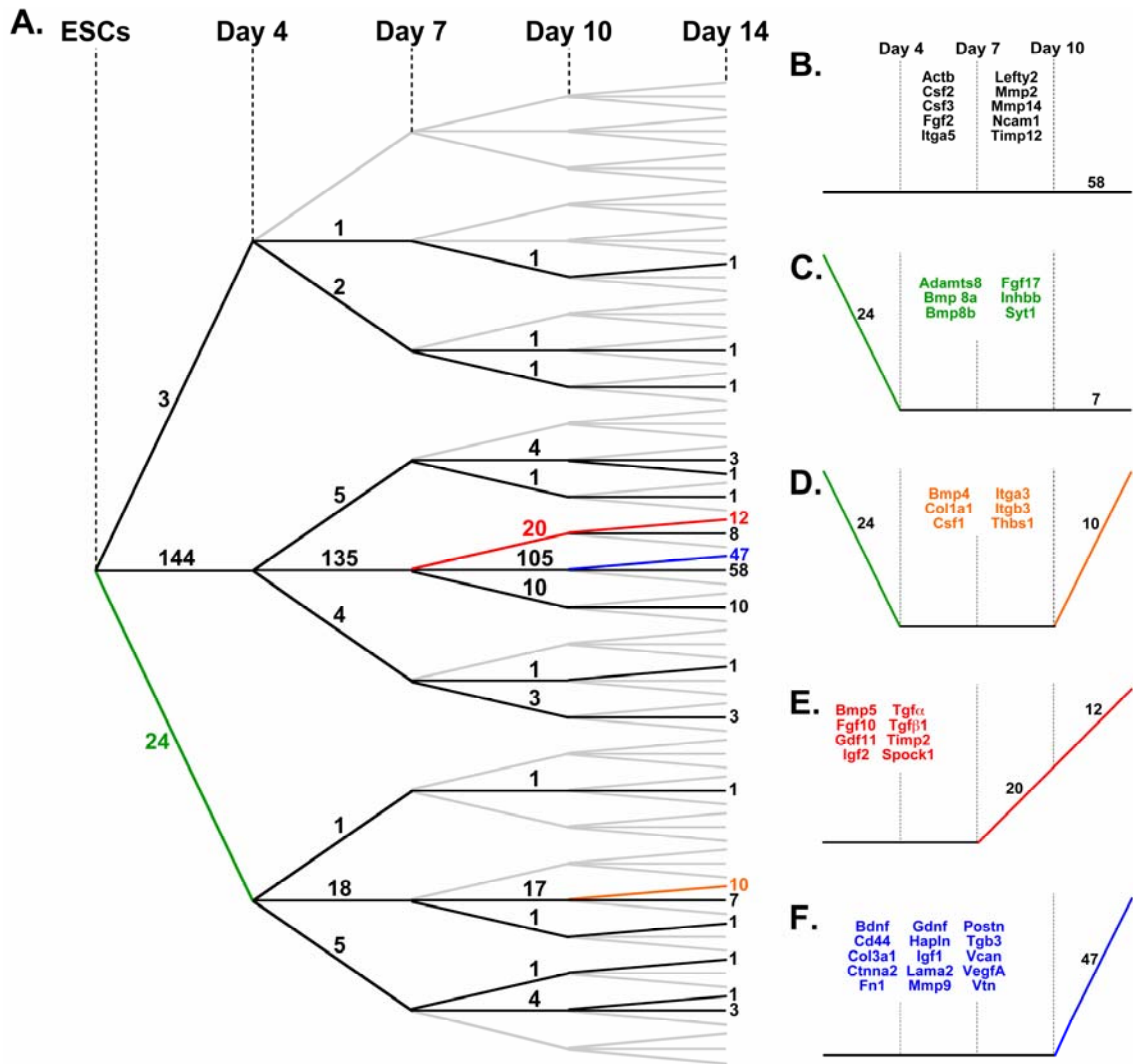 A.
ESCs Day 4 Day 7 Day 10 Day 14
1
1
1
2
1
1
1
1
3
4
3
1
1
1
5
12
20
8
144
135
105
47
58
10
10
4
1
1
3
3
24
1
1
1
10
18
17
7
1
1
5
1
1
4
1
3
B.
Day 4 Day 7 Day 10
Actb Lefty2
Csf2 Mmp2
Csf3 Mmp14
Fgf2 Ncam1
Itga5 Timp12
58
C.
Adamts8 Fgf17
Bmp 8a Inhbb
Bmp8b Syt1
24
7
D.
Bmp4 Itga3
Col1a1 Itgb3
Csf1 Thbs1
24
10
E.
Bmp5 Tgfα
Fgf10 Tgfβ1
Gdf11 Timp2
Igf2 Spock1
12
20
F.
Bdnf Gdnf Postn
Cd44 Hapln Tgb3
Col3a1 Igf1 Vcan
Ctnna2 Lama2 VegfA
Fn1 Mmp9 Vtn
47